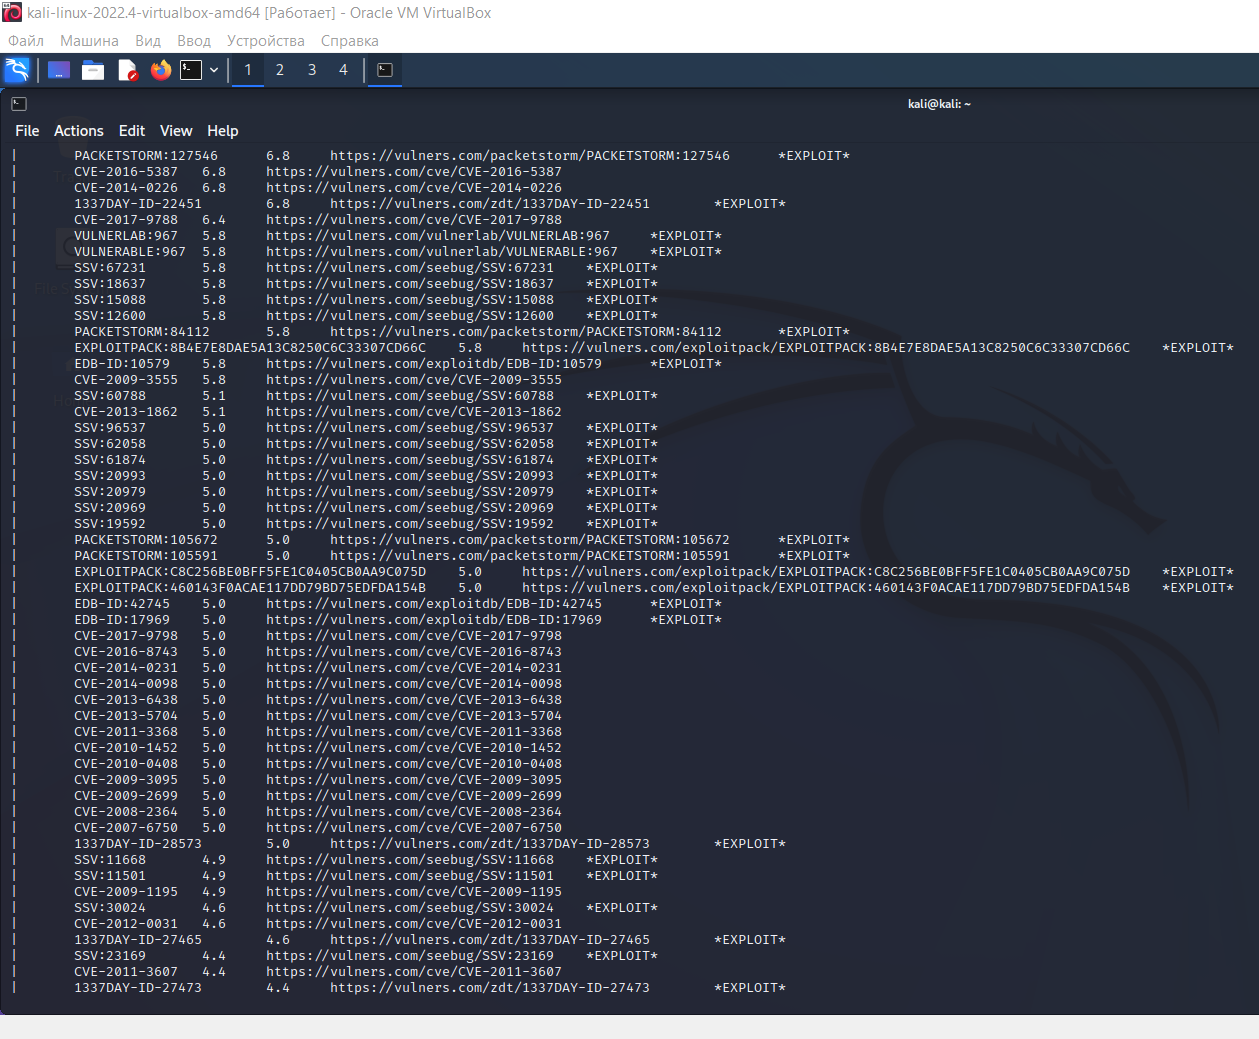 kali-linux-2022.4-virtualbox-amd64 [Работает] - Oracle VM VirtualBox
Файл Машина Вид Ввод Устройства Справка
1 2 3 4
kali@kali: ~
File Actions Edit View Help
| PACKETSTORM:127546 6.8 https://vulners.com/packetstorm/PACKETSTORM:127546 *EXPLOIT*
| CVE-2016-5387 6.8 https://vulners.com/cve/CVE-2016-5387
| CVE-2014-0226 6.8 https://vulners.com/cve/CVE-2014-0226
| 1337DAY-ID-22451 6.8 https://vulners.com/zdt/1337DAY-ID-22451 *EXPLOIT*
| CVE-2017-9788 6.4 https://vulners.com/cve/CVE-2017-9788
| VULNERLAB:967 5.8 https://vulners.com/vulnerlab/VULNERLAB:967 *EXPLOIT*
| VULNERABLE:967 5.8 https://vulners.com/vulnerlab/VULNERABLE:967 *EXPLOIT*
| SSV:67231 5.8 https://vulners.com/seebug/SSV:67231 *EXPLOIT*
| SSV:18637 5.8 https://vulners.com/seebug/SSV:18637 *EXPLOIT*
| SSV:15088 5.8 https://vulners.com/seebug/SSV:15088 *EXPLOIT*
| SSV:12600 5.8 https://vulners.com/seebug/SSV:12600 *EXPLOIT*
| PACKETSTORM:84112 5.8 https://vulners.com/packetstorm/PACKETSTORM:84112 *EXPLOIT*
| EXPLOITPACK:8B4E7E8DAE5A13C8250C6C33307CD66C 5.8 https://vulners.com/exploitpack/EXPLOITPACK:8B4E7E8DAE5A13C8250C6C33307CD66C *EXPLOIT*
| EDB-ID:10579 5.8 https://vulners.com/exploitdb/EDB-ID:10579 *EXPLOIT*
| CVE-2009-3555 5.8 https://vulners.com/cve/CVE-2009-3555
| SSV:60788 5.1 https://vulners.com/seebug/SSV:60788 *EXPLOIT*
| CVE-2013-1862 5.1 https://vulners.com/cve/CVE-2013-1862
| SSV:96537 5.0 https://vulners.com/seebug/SSV:96537 *EXPLOIT*
| SSV:62058 5.0 https://vulners.com/seebug/SSV:62058 *EXPLOIT*
| SSV:61874 5.0 https://vulners.com/seebug/SSV:61874 *EXPLOIT*
| SSV:20993 5.0 https://vulners.com/seebug/SSV:20993 *EXPLOIT*
| SSV:20979 5.0 https://vulners.com/seebug/SSV:20979 *EXPLOIT*
| SSV:20969 5.0 https://vulners.com/seebug/SSV:20969 *EXPLOIT*
| SSV:19592 5.0 https://vulners.com/seebug/SSV:19592 *EXPLOIT*
| PACKETSTORM:105672 5.0 https://vulners.com/packetstorm/PACKETSTORM:105672 *EXPLOIT*
| PACKETSTORM:105591 5.0 https://vulners.com/packetstorm/PACKETSTORM:105591 *EXPLOIT*
| EXPLOITPACK:C8C256BE0BFF5FE1C0405CB0AA9C075D 5.0 https://vulners.com/exploitpack/EXPLOITPACK:C8C256BE0BFF5FE1C0405CB0AA9C075D *EXPLOIT*
| EXPLOITPACK:460143F0ACAE117DD79BD75EDFDA154B 5.0 https://vulners.com/exploitpack/EXPLOITPACK:460143F0ACAE117DD79BD75EDFDA154B *EXPLOIT*
| EDB-ID:42745 5.0 https://vulners.com/exploitdb/EDB-ID:42745 *EXPLOIT*
| EDB-ID:17969 5.0 https://vulners.com/exploitdb/EDB-ID:17969 *EXPLOIT*
| CVE-2017-9798 5.0 https://vulners.com/cve/CVE-2017-9798
| CVE-2016-8743 5.0 https://vulners.com/cve/CVE-2016-8743
| CVE-2014-0231 5.0 https://vulners.com/cve/CVE-2014-0231
| CVE-2014-0098 5.0 https://vulners.com/cve/CVE-2014-0098
| CVE-2013-6438 5.0 https://vulners.com/cve/CVE-2013-6438
| CVE-2013-5704 5.0 https://vulners.com/cve/CVE-2013-5704
| CVE-2011-3368 5.0 https://vulners.com/cve/CVE-2011-3368
| CVE-2010-1452 5.0 https://vulners.com/cve/CVE-2010-1452
| CVE-2010-0408 5.0 https://vulners.com/cve/CVE-2010-0408
| CVE-2009-3095 5.0 https://vulners.com/cve/CVE-2009-3095
| CVE-2009-2699 5.0 https://vulners.com/cve/CVE-2009-2699
| CVE-2008-2364 5.0 https://vulners.com/cve/CVE-2008-2364
| CVE-2007-6750 5.0 https://vulners.com/cve/CVE-2007-6750
| 1337DAY-ID-28573 5.0 https://vulners.com/zdt/1337DAY-ID-28573 *EXPLOIT*
| SSV:11668 4.9 https://vulners.com/seebug/SSV:11668 *EXPLOIT*
| SSV:11501 4.9 https://vulners.com/seebug/SSV:11501 *EXPLOIT*
| CVE-2009-1195 4.9 https://vulners.com/cve/CVE-2009-1195
| SSV:30024 4.6 https://vulners.com/seebug/SSV:30024 *EXPLOIT*
| CVE-2012-0031 4.6 https://vulners.com/cve/CVE-2012-0031
| 1337DAY-ID-27465 4.6 https://vulners.com/zdt/1337DAY-ID-27465 *EXPLOIT*
| SSV:23169 4.4 https://vulners.com/seebug/SSV:23169 *EXPLOIT*
| CVE-2011-3607 4.4 https://vulners.com/cve/CVE-2011-3607
| 1337DAY-ID-27473 4.4 https://vulners.com/zdt/1337DAY-ID-27473 *EXPLOIT*